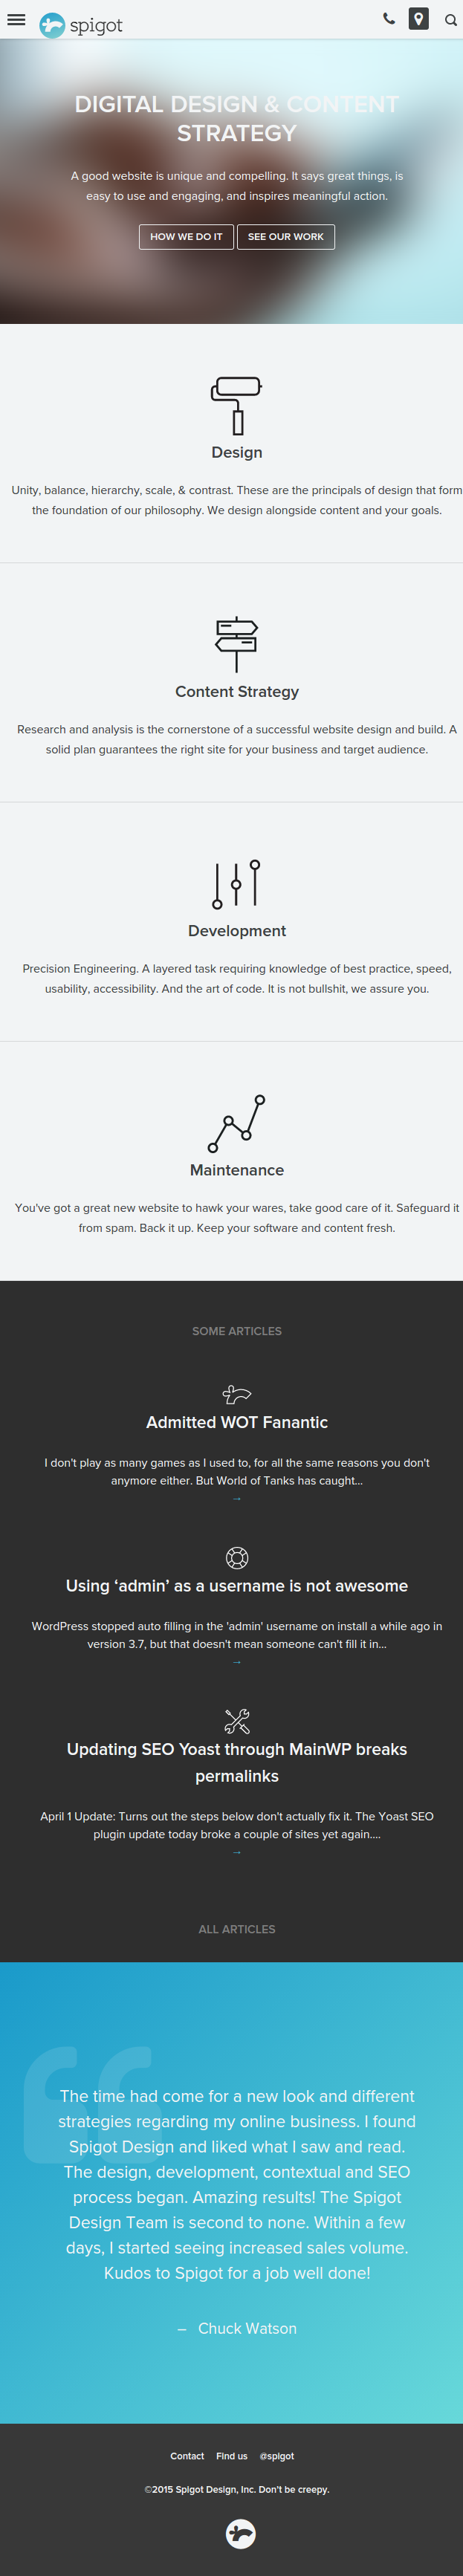 spigot
DIGITAL DESIGN & CONTENT
STRATEGY
A good website is unique and compelling. It says great things, is
easy to use and engaging, and inspires meaningful action.
HOW WE DO IT
SEE OUR WORK
Design
Unity, balance, hierarchy, scale, & contrast. These are the principals of design that form
the foundation of our philosophy. We design alongside content and your goals.
Content Strategy
Research and analysis is the cornerstone of a successful website design and build. A
solid plan guarantees the right site for your business and target audience.
Development
Precision Engineering. A layered task requiring knowledge of best practice, speed,
usability, accessibility. And the art of code. It is not bullshit, we assure you.
Maintenance
You've got a great new website to hawk your wares, take good care of it. Safeguard it
from spam. Back it up. Keep your software and content fresh.
SOME ARTICLES
Admitted WOT Fanantic
I don't play as many games as I used to, for all the same reasons you don't
anymore either. But World of Tanks has caught...
→
Using ‘admin’ as a username is not awesome
WordPress stopped auto filling in the 'admin' username on install a while ago in
version 3.7, but that doesn't mean someone can't fill it in...
→
Updating SEO Yoast through MainWP breaks
permalinks
April 1 Update: Turns out the steps below don't actually fix it. The Yoast SEO
plugin update today broke a couple of sites yet again....
→
ALL ARTICLES
The time had come for a new look and different
strategies regarding my online business. I found
Spigot Design and liked what I saw and read.
The design, development, contextual and SEO
process began. Amazing results! The Spigot
Design Team is second to none. Within a few
days, I started seeing increased sales volume.
Kudos to Spigot for a job well done!
– Chuck Watson
Contact Find us @spigot
©2015 Spigot Design, Inc. Don't be creepy.